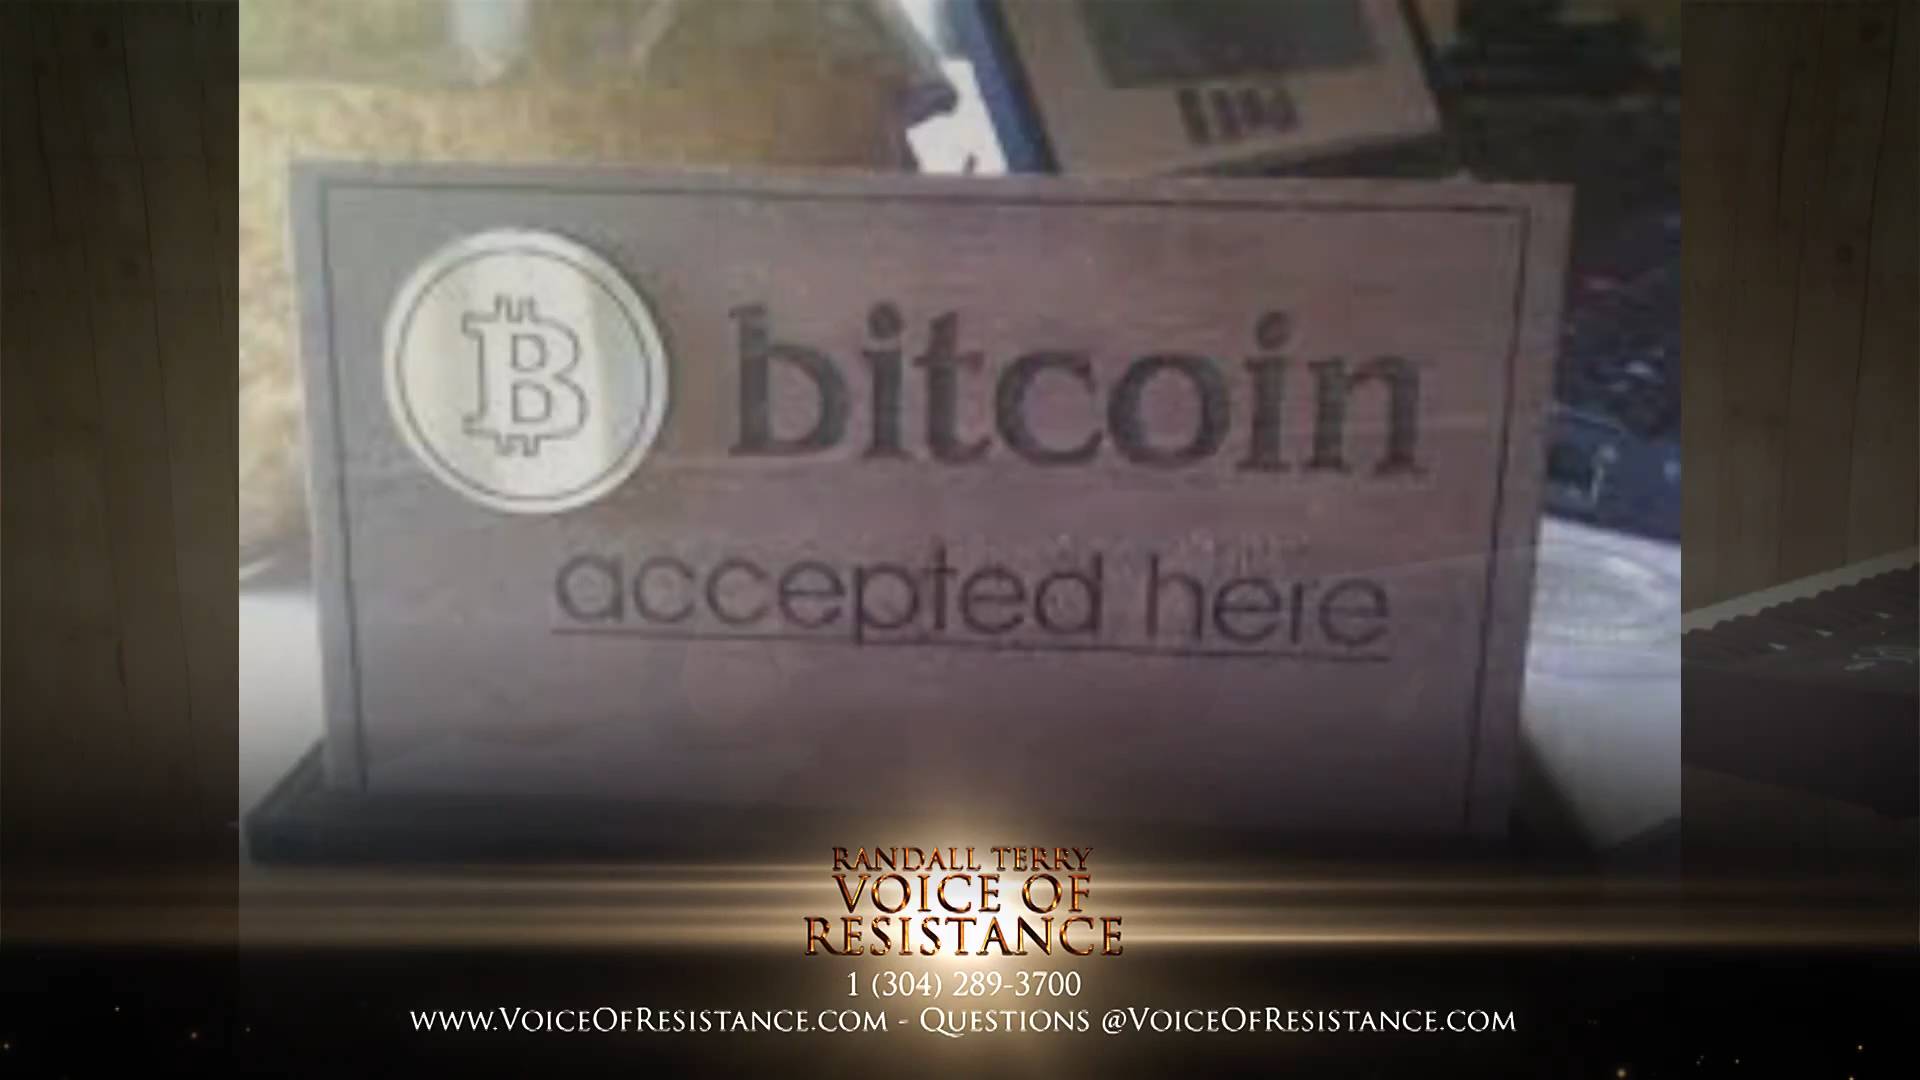 bitcoin
accepted here
RANDALL TERRY
VOICE OF
RESISTANCE
1 (304) 289-3700
www.VoiceOfResistance.com - Questions @VoiceOfResistance.com